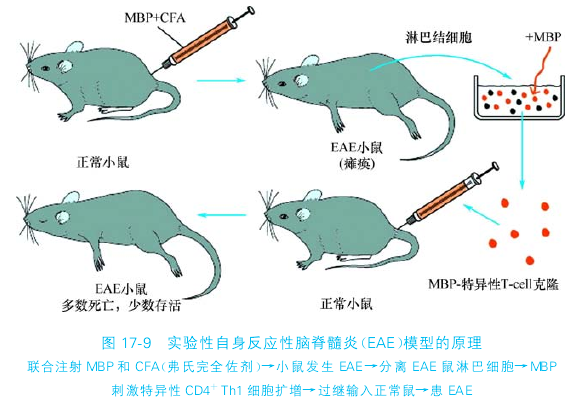 MBP+CFA
淋巴结细胞
+MBP
正常小鼠
EAE小鼠
(瘫痪)
MBP-特异性T-cell克隆
EAE小鼠
多数死亡，少数存活
正常小鼠
图 17-9 实验性自身反应性脑脊髓炎(EAE)模型的原理
联合注射 MBP 和 CFA(弗氏完全佐剂)→小鼠发生 EAE→分离 EAE 鼠淋巴细胞→MBP
刺激特异性 CD4⁺ Th1 细胞扩增→过继输入正常鼠→患 EAE